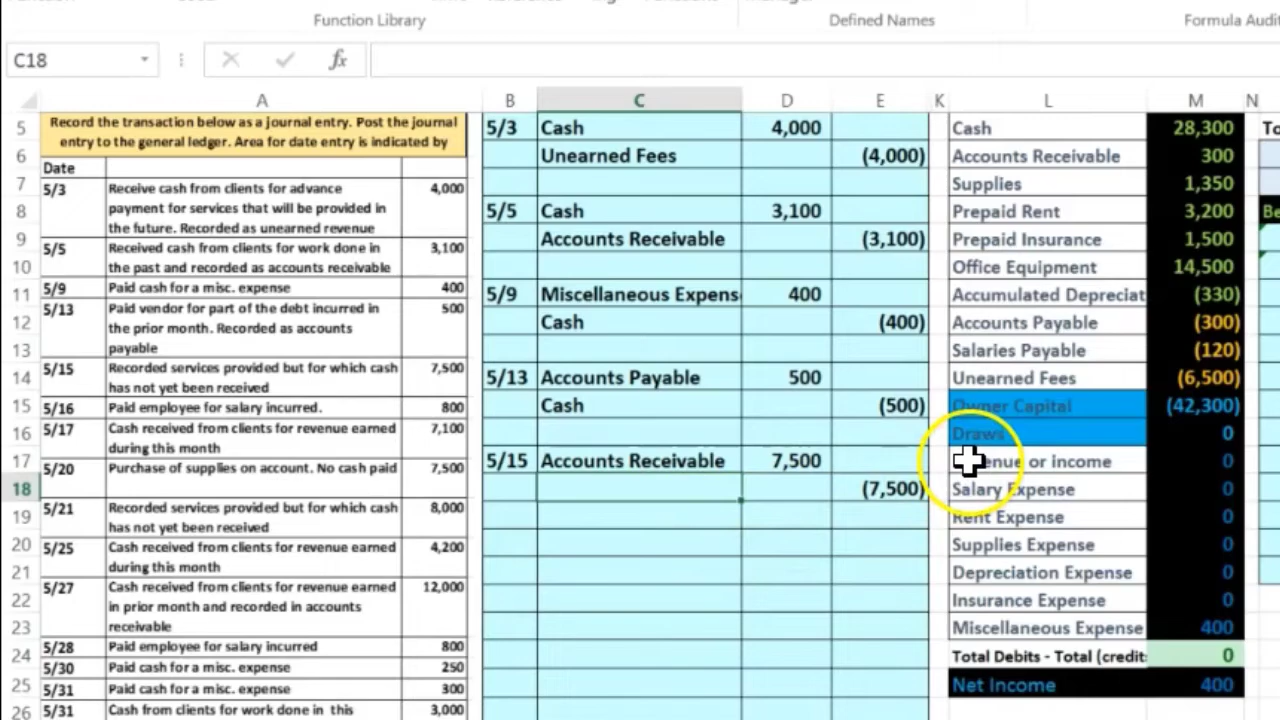 Function Library
Defined Names
Formula Audit
C18
fx
A B C D E K L M N
5 6 7 8 9 10 11 12 13 14 15 16 17 18 19 20 21 22 23 24 25 26
Record the transaction below as a journal entry. Post the journal
entry to the general ledger. Area for date entry is indicated by
Date
5/3 Receive cash from clients for advance 4,000
payment for services that will be provided in
the future. Recorded as unearned revenue
5/5 Received cash from clients for work done in 3,100
the past and recorded as accounts receivable
5/9 Paid cash for a misc. expense 400
5/13 Paid vendor for part of the debt incurred in 500
the prior month. Recorded as accounts
payable
5/15 Recorded services provided but for which cash 7,500
has not yet been received
5/16 Paid employee for salary incurred. 800
5/17 Cash received from clients for revenue earned 7,100
during this month
5/20 Purchase of supplies on account. No cash paid 7,500
5/21 Recorded services provided but for which cash 8,000
has not yet been received
5/25 Cash received from clients for revenue earned 4,200
during this month
5/27 Cash received from clients for revenue earned 12,000
in prior month and recorded in accounts
receivable
5/28 Paid employee for salary incurred 800
5/30 Paid cash for a misc. expense 250
5/31 Paid cash for a misc. expense 300
5/31 Cash from clients for work done in this 3,000
5/3 Cash 4,000
Unearned Fees (4,000)
5/5 Cash 3,100
Accounts Receivable (3,100)
5/9 Miscellaneous Expens 400
Cash (400)
5/13 Accounts Payable 500
Cash (500)
5/15 Accounts Receivable 7,500
(7,500)
Cash 28,300
Accounts Receivable 300
Supplies 1,350
Prepaid Rent 3,200
Prepaid Insurance 1,500
Office Equipment 14,500
Accumulated Depreciat (330)
Accounts Payable (300)
Salaries Payable (120)
Unearned Fees (6,500)
Owner Capital (42,300)
Draws 0
enue or income 0
Salary Expense 0
Rent Expense 0
Supplies Expense 0
Depreciation Expense 0
Insurance Expense 0
Miscellaneous Expense 400
Total Debits - Total (credit 0
Net Income 400
To
Be